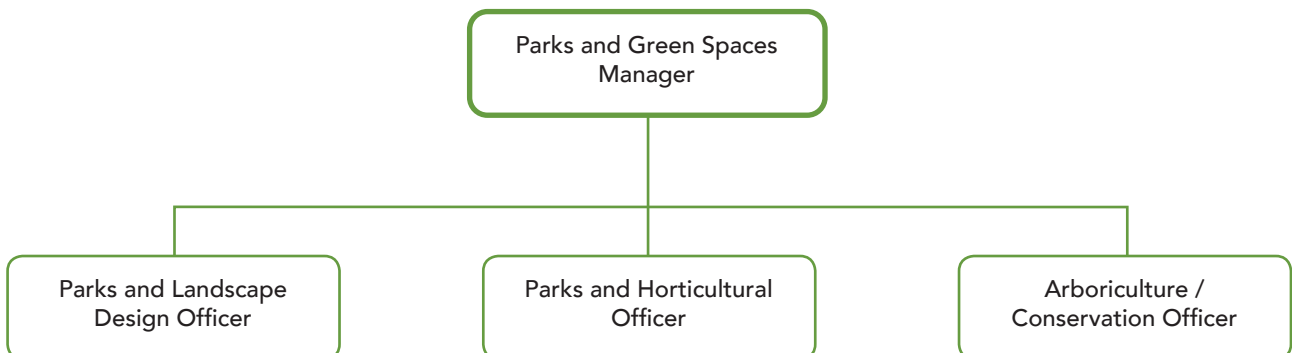 Parks and Green Spaces
Manager
Parks and Landscape
Design Officer
Parks and Horticultural
Officer
Arboriculture /
Conservation Officer